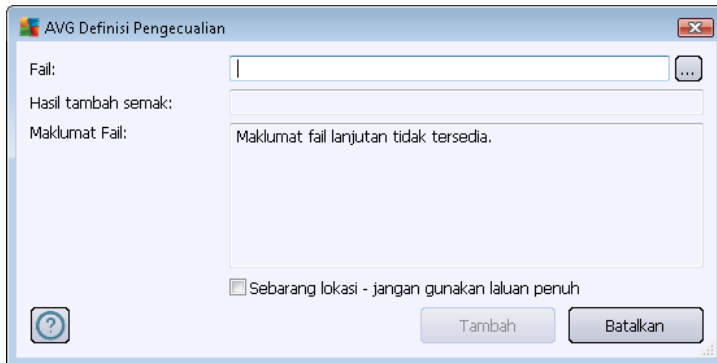 AVG Definisi Pengecualian
Fail:
...
Hasil tambah semak:
Maklumat Fail:
Maklumat fail lanjutan tidak tersedia.
Sebarang lokasi - jangan gunakan laluan penuh
?
Tambah
Batalkan